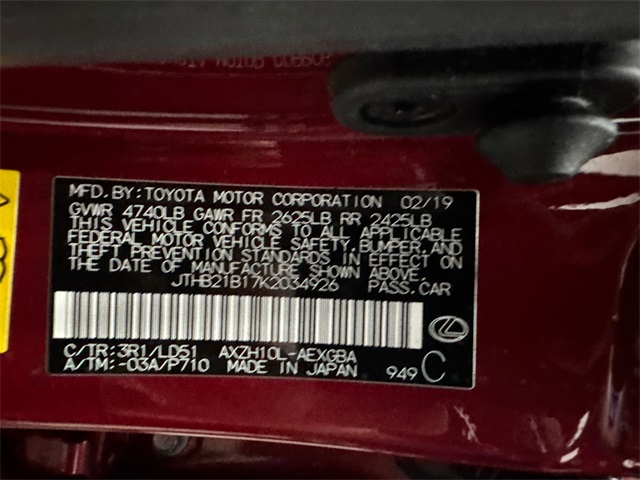 MFD. BY: TOYOTA MOTOR CORPORATION 02/19
GVWR 4740LB GAWR FR 2625LB RR 2425LB
THIS VEHICLE CONFORMS TO ALL APPLICABLE
FEDERAL MOTOR VEHICLE SAFETY, BUMPER, AND
THEFT PREVENTION STANDARDS IN EFFECT ON
THE DATE OF MANUFACTURE SHOWN ABOVE.
JTHB21B17K2034926 PASS. CAR
C/TR: 3R1/LD51 AXZH10L-AEXGBA
A/TM: -03A/P710 MADE IN JAPAN 949 C